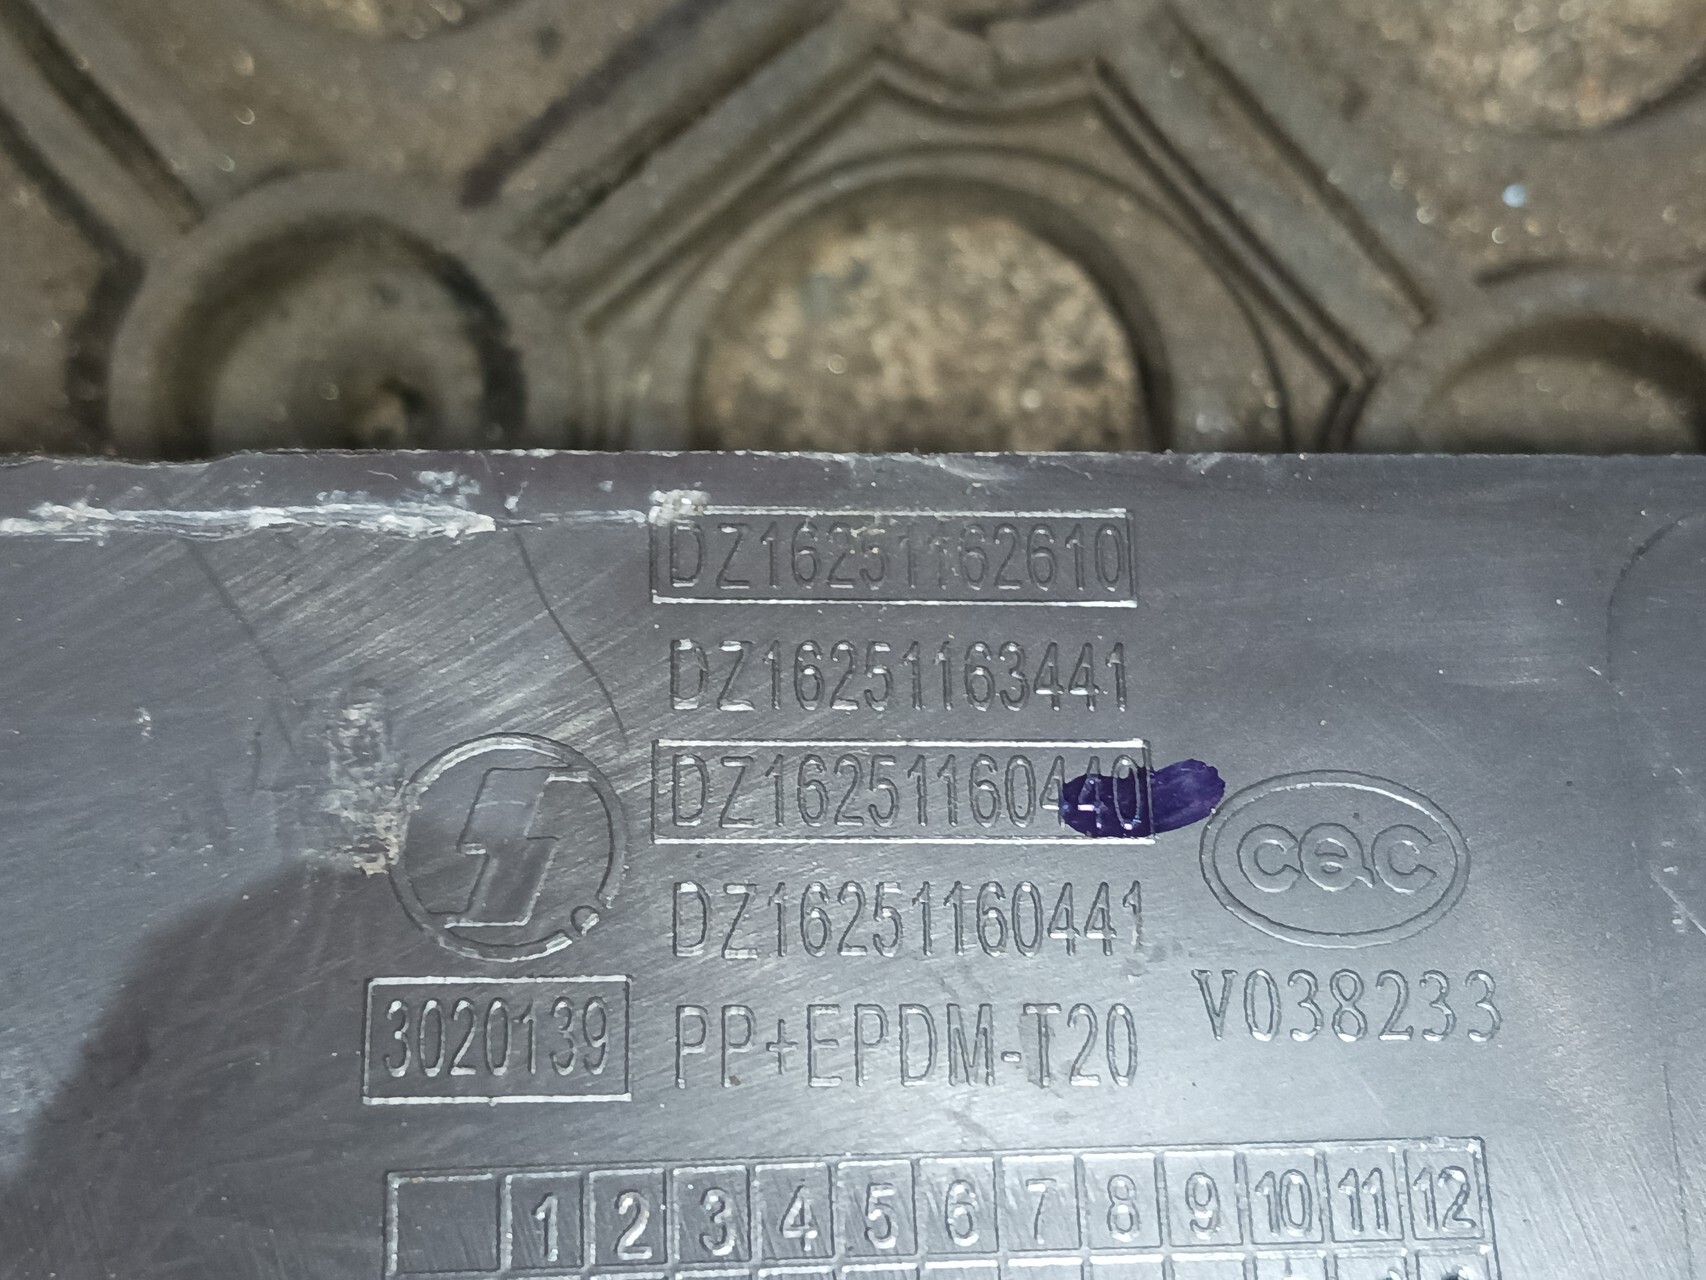 DZ16251162610
DZ16251163441
DZ16251160440
DZ16251160441
CQC
3020139
PP+EPDM-T20
V038233
1 2 3 4 5 6 7 8 9 10 11 12